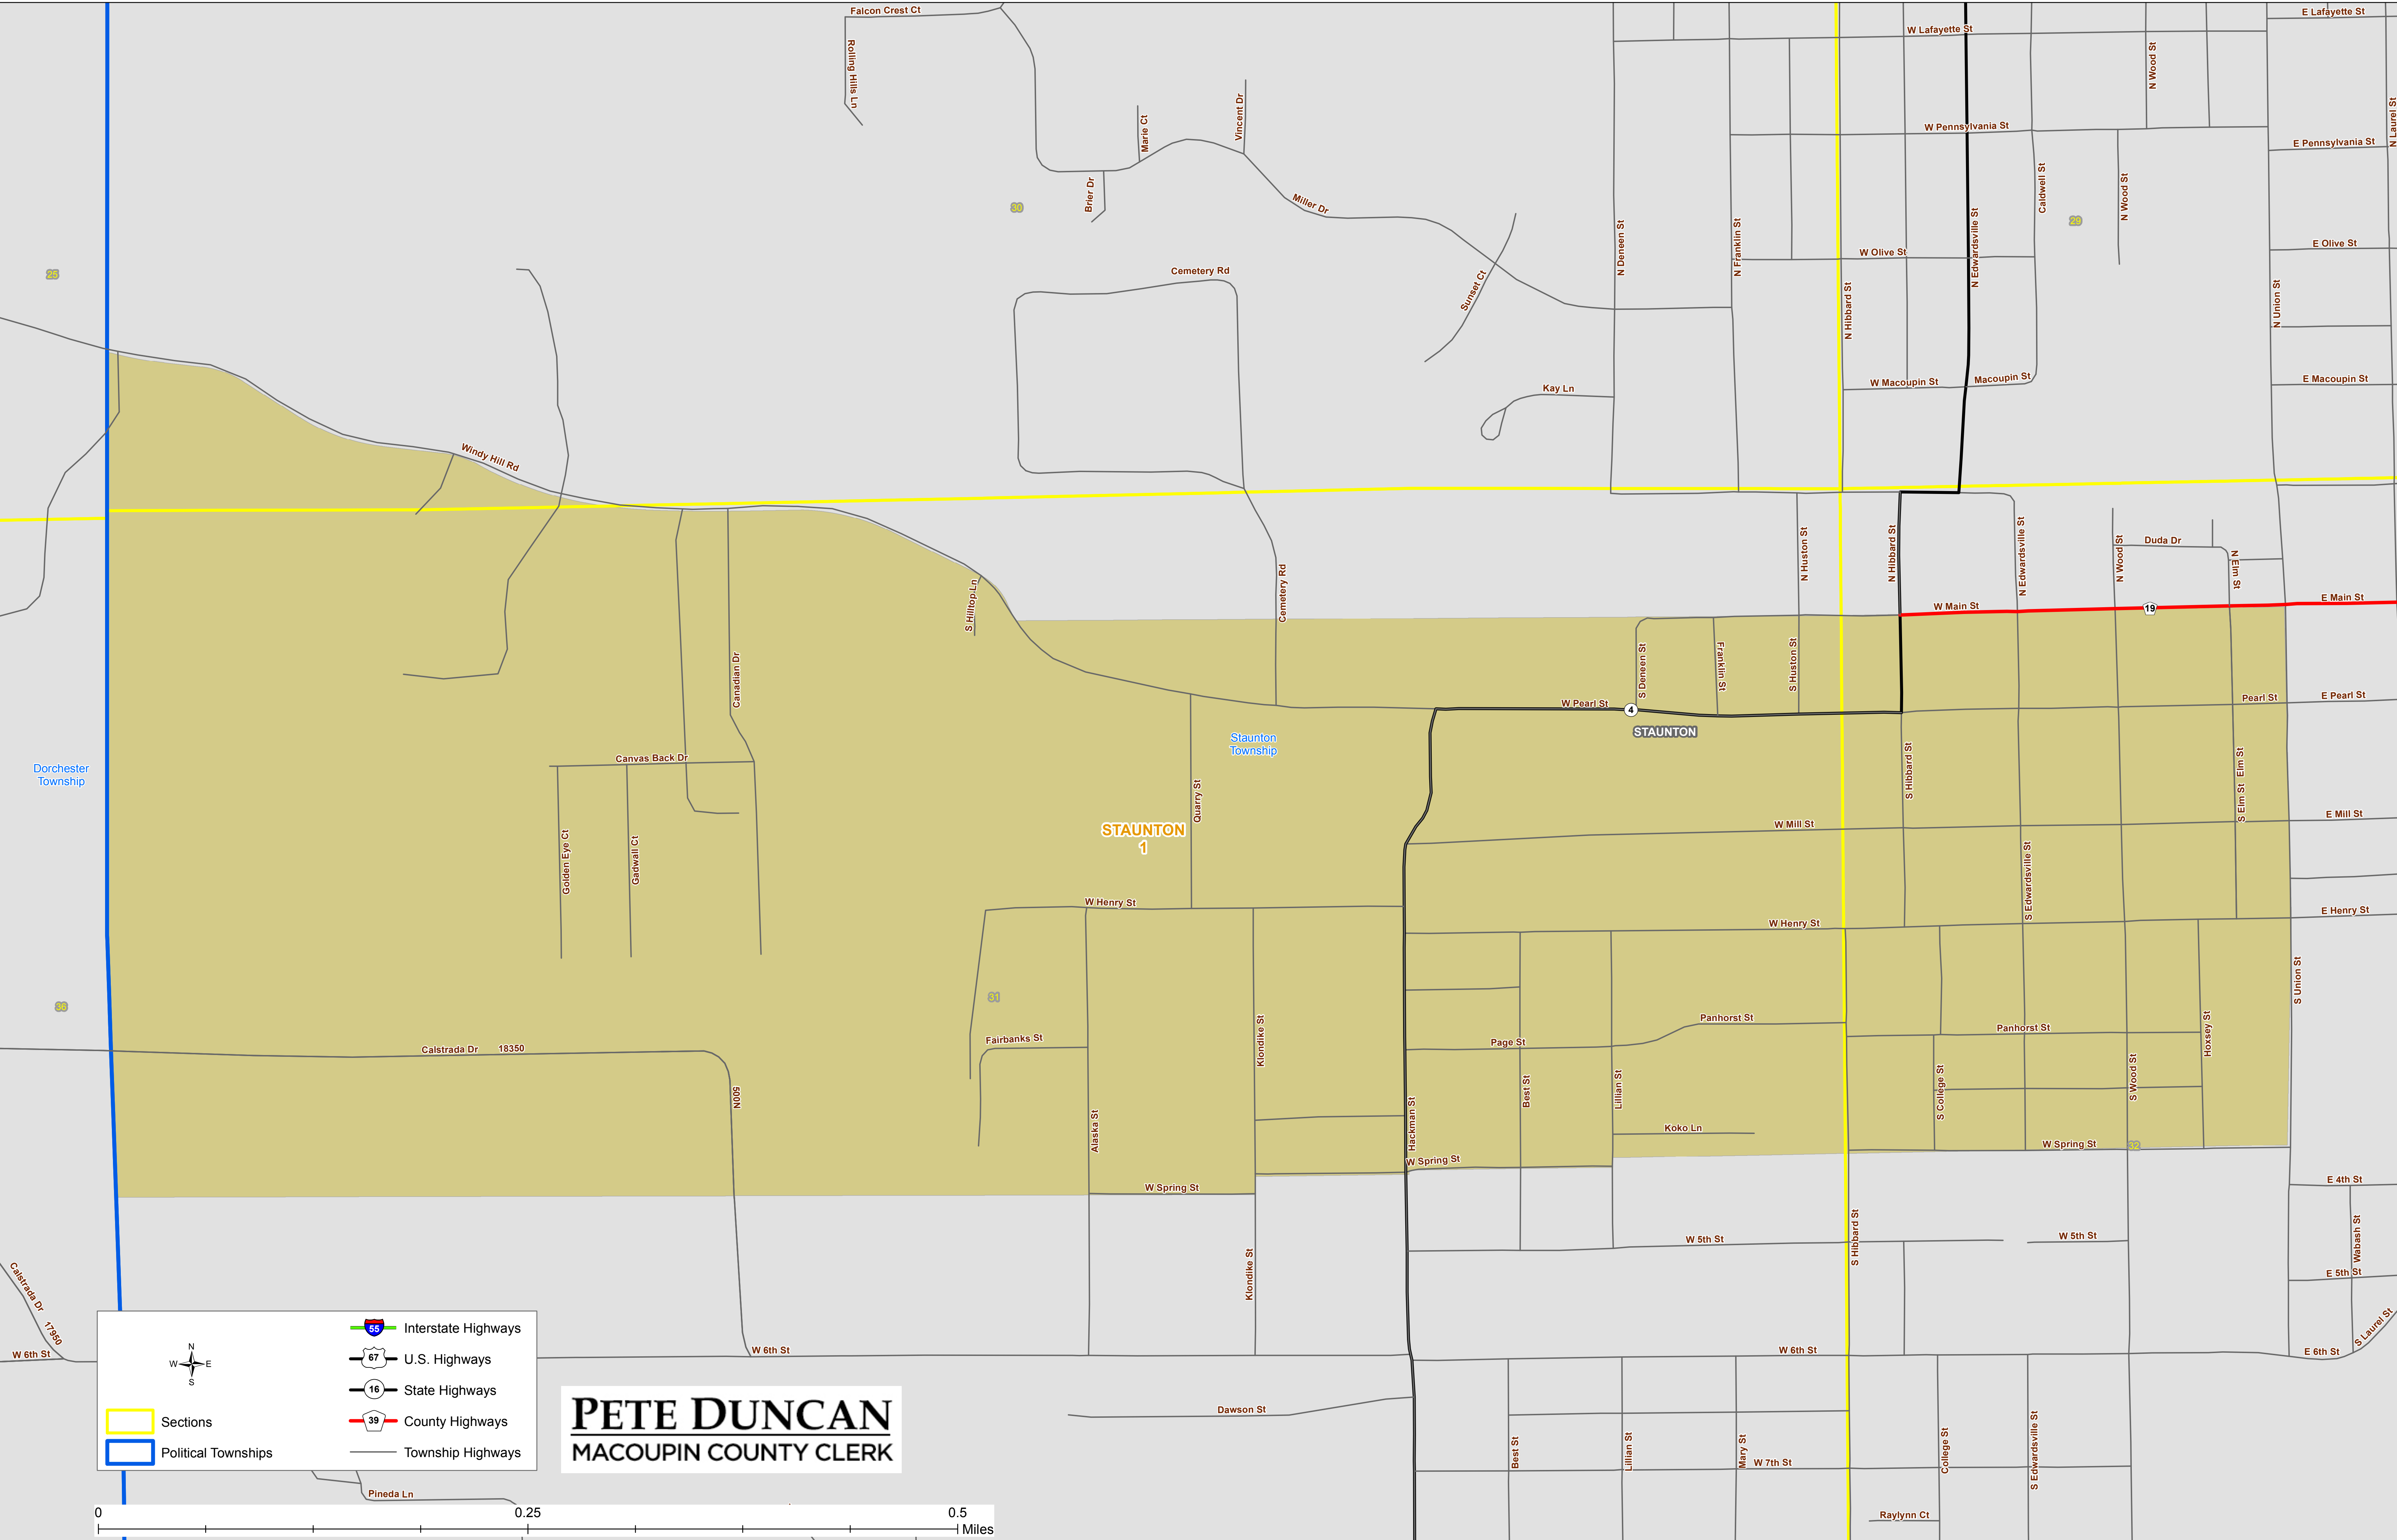 Falcon Crest Ct
E Lafayette St
W Lafayette St
Rolling Hills Ln
N Wood St
Vincent Dr
Marie Ct
N Laurel St
W Pennsylvania St
E Pennsylvania St
Brier Dr
Miller Dr
30
Caldwell St
N Wood St
29
N Deneen St
N Franklin St
N Edwardsville St
E Olive St
W Olive St
25
Cemetery Rd
Sunset Ct
N Hibbard St
N Union St
Kay Ln
W Macoupin St
Macoupin St
E Macoupin St
Windy Hill Rd
N Huston St
N Hibbard St
N Edwardsville St
N Wood St
Duda Dr
N Elm St
S Hilltop Ln
Cemetery Rd
W Main St
19
E Main St
Canadian Dr
S Deneen St
Franklin St
S Huston St
W Pearl St
4
Pearl St
E Pearl St
STAUNTON
Staunton
Township
Dorchester
Township
Canvas Back Dr
Quarry St
S Hibbard St
Elm St
S Elm St
STAUNTON
1
W Mill St
E Mill St
Golden Eye Ct
Gadwall Ct
S Edwardsville St
W Henry St
W Henry St
E Henry St
S Union St
36
31
Fairbanks St
Klondike St
Panhorst St
Panhorst St
Hoxsey St
Page St
Calstrada Dr
18350
500N
Alaska St
Hackman St
Best St
Lillian St
S College St
S Wood St
Koko Ln
W Spring St
32
W Spring St
W Spring St
E 4th St
Klondike St
W 5th St
S Hibbard St
W 5th St
Wabash St
E 5th St
Calstrada Dr
17950
S Laurel St
W 6th St
W 6th St
W 6th St
E 6th St
N
W
E
S
55
Interstate Highways
67
U.S. Highways
16
State Highways
39
County Highways
Township Highways
Sections
Political Townships
PETE DUNCAN
MACOUPIN COUNTY CLERK
Dawson St
Best St
Lillian St
Mary St
W 7th St
College St
S Edwardsville St
Pineda Ln
Raylynn Ct
0
0.25
0.5
Miles